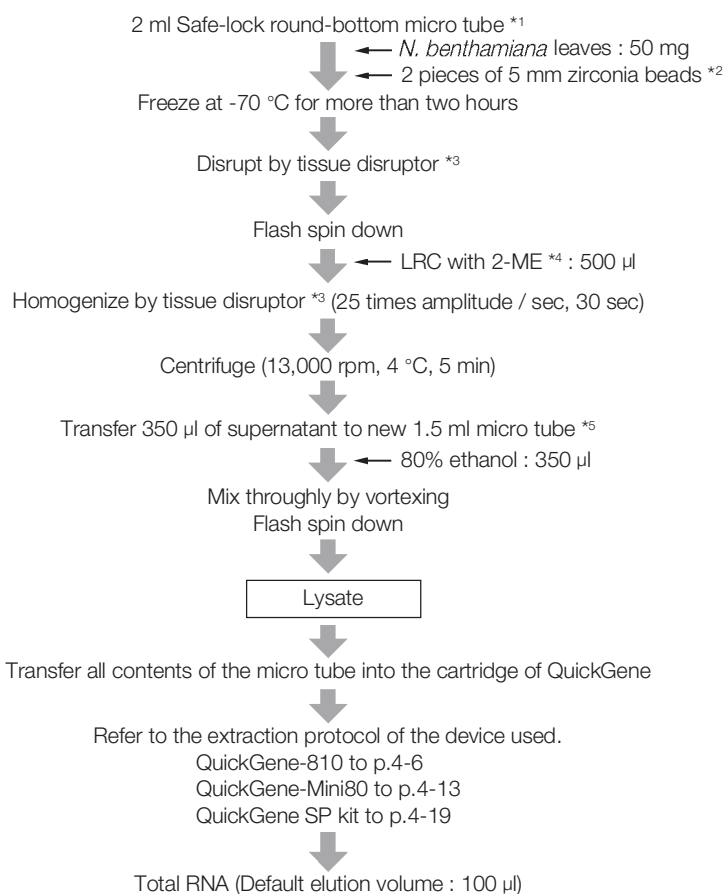 2 ml Safe-lock round-bottom micro tube *1
N. benthamiana leaves : 50 mg
2 pieces of 5 mm zirconia beads *2
Freeze at -70 °C for more than two hours
Disrupt by tissue disruptor *3
Flash spin down
LRC with 2-ME *4 : 500 μl
Homogenize by tissue disruptor *3 (25 times amplitude / sec, 30 sec)
Centrifuge (13,000 rpm, 4 °C, 5 min)
Transfer 350 μl of supernatant to new 1.5 ml micro tube *5
80% ethanol : 350 μl
Mix throughly by vortexing
Flash spin down
Lysate
Transfer all contents of the micro tube into the cartridge of QuickGene
Refer to the extraction protocol of the device used.
QuickGene-810 to p.4-6
QuickGene-Mini80 to p.4-13
QuickGene SP kit to p.4-19
Total RNA (Default elution volume : 100 μl)